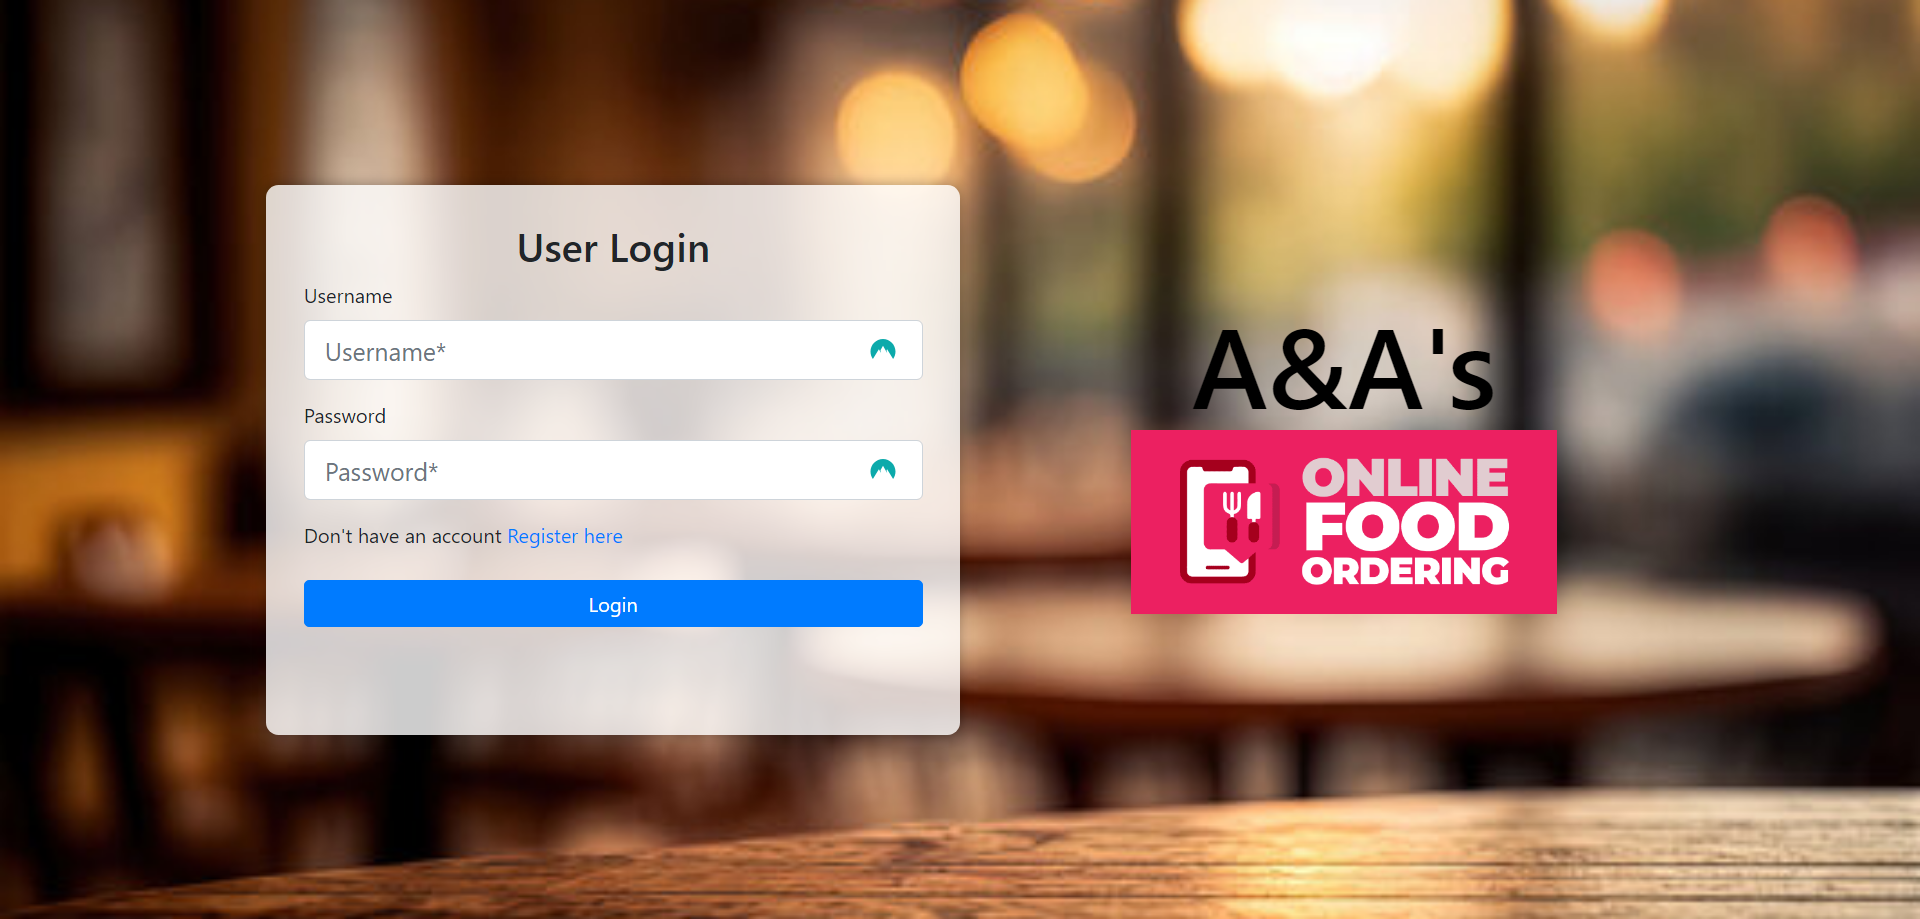 User Login
Username
Username*
Password
Password*
Don't have an account Register here
Login
A&A's
ONLINE
FOOD
ORDERING